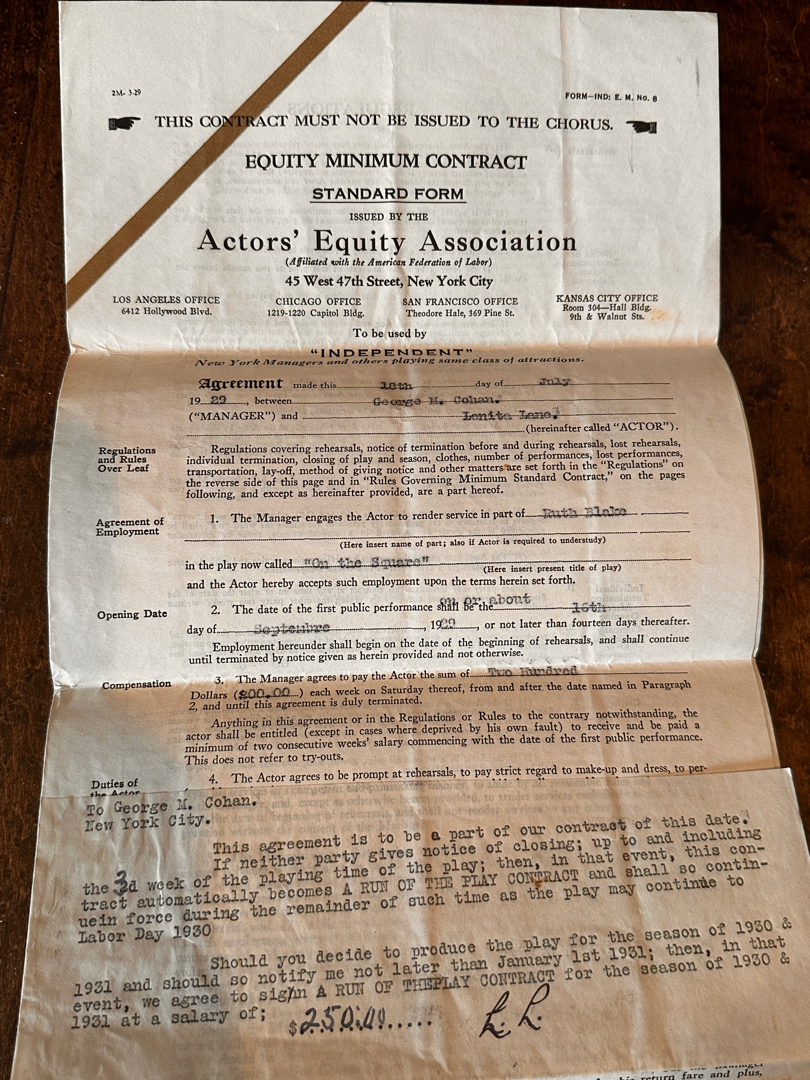 2M- 3-29
FORM—IND: E. M. No. 8
THIS CONTRACT MUST NOT BE ISSUED TO THE CHORUS.
EQUITY MINIMUM CONTRACT
STANDARD FORM
ISSUED BY THE
Actors' Equity Association
(Affiliated with the American Federation of Labor)
45 West 47th Street, New York City
LOS ANGELES OFFICE
6412 Hollywood Blvd.
CHICAGO OFFICE
1219-1220 Capitol Bldg.
SAN FRANCISCO OFFICE
Theodore Hale, 369 Pine St.
KANSAS CITY OFFICE
Room 304—Hall Bldg.
9th & Walnut Sts.
To be used by
"INDEPENDENT"
New York Managers and others playing same class of attractions.
Agreement made this 18th day of July
19 29, between George M. Cohan.
("MANAGER") and Lenita Lane.
(hereinafter called "ACTOR").
Regulations
and Rules
Over Leaf
Regulations covering rehearsals, notice of termination before and during rehearsals, lost rehearsals,
individual termination, closing of play and season, clothes, number of performances, lost performances,
transportation, lay-off, method of giving notice and other matters are set forth in the "Regulations" on
the reverse side of this page and in "Rules Governing Minimum Standard Contract," on the pages
following, and except as hereinafter provided, are a part hereof.
Agreement of
Employment
1. The Manager engages the Actor to render service in part of Ruth Blake
(Here insert name of part; also if Actor is required to understudy)
in the play now called "On the Square"
(Here insert present title of play)
and the Actor hereby accepts such employment upon the terms herein set forth.
Opening Date
2. The date of the first public performance shall be the on or about 16th
day of Septembre, 1929, or not later than fourteen days thereafter.
Employment hereunder shall begin on the date of the beginning of rehearsals, and shall continue
until terminated by notice given as herein provided and not otherwise.
Compensation
3. The Manager agrees to pay the Actor the sum of Two Hundred
Dollars ($200.00) each week on Saturday thereof, from and after the date named in Paragraph
2, and until this agreement is duly terminated.
Anything in this agreement or in the Regulations or Rules to the contrary notwithstanding, the
actor shall be entitled (except in cases where deprived by his own fault) to receive and be paid a
minimum of two consecutive weeks' salary commencing with the date of the first public performance.
This does not refer to try-outs.
Duties of
the Actor
4. The Actor agrees to be prompt at rehearsals, to pay strict regard to make-up and dress, to per-
To George M. Cohan.
New York City.
This agreement is to be a part of our contract of this date.
If neither party gives notice of closing; up to and including
the 3d week of the playing time of the play; then, in that event, this con-
tract automatically becomes A RUN OF THE PLAY CONTRACT and shall so contin-
uein force during the remainder of such time as the play may continue to
Labor Day 1930
Should you decide to produce the play for the season of 1930 &
1931 and should so notify me not later than January 1st 1931; then, in that
event, we agree to sign A RUN OF THEPLAY CONTRACT for the season of 1930 &
1931 at a salary of; $250.00.....
L. L.
his return fare and plus,